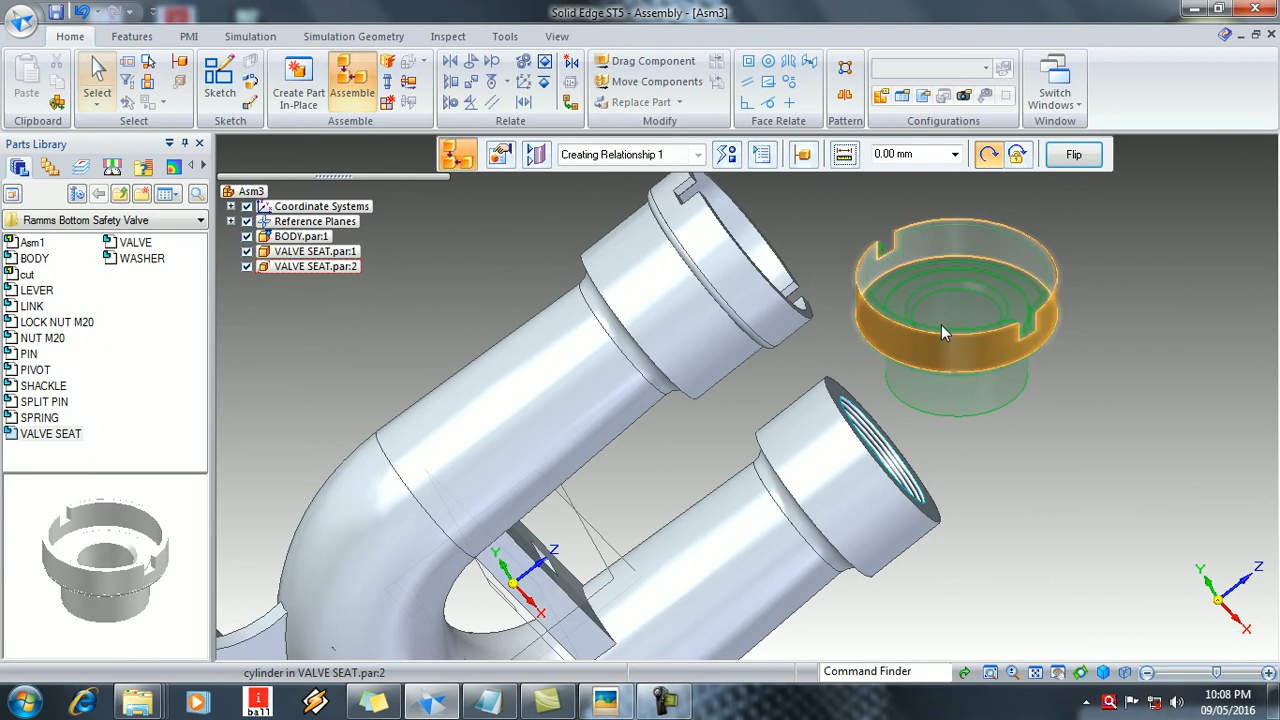 Solid Edge ST5 - Assembly - [Asm3]
Home Features PMI Simulation Simulation Geometry Inspect Tools View
Paste Select Sketch Create Part In-Place Assemble Drag Component Move Components Replace Part Switch Windows
Clipboard Select Sketch Assemble Relate Modify Face Relate Pattern Configurations Window
Parts Library
Creating Relationship 1 0.00 mm Flip
Ramms Bottom Safety Valve
Asm1 VALVE
BODY WASHER
cut
LEVER
LINK
LOCK NUT M20
NUT M20
PIN
PIVOT
SHACKLE
SPLIT PIN
SPRING
VALVE SEAT
Asm3
Coordinate Systems
Reference Planes
BODY.par:1
VALVE SEAT.par:1
VALVE SEAT.par:2
Y Z X
Y Z X
cylinder in VALVE SEAT.par:2 Command Finder
i ball 10:08 PM
09/05/2016